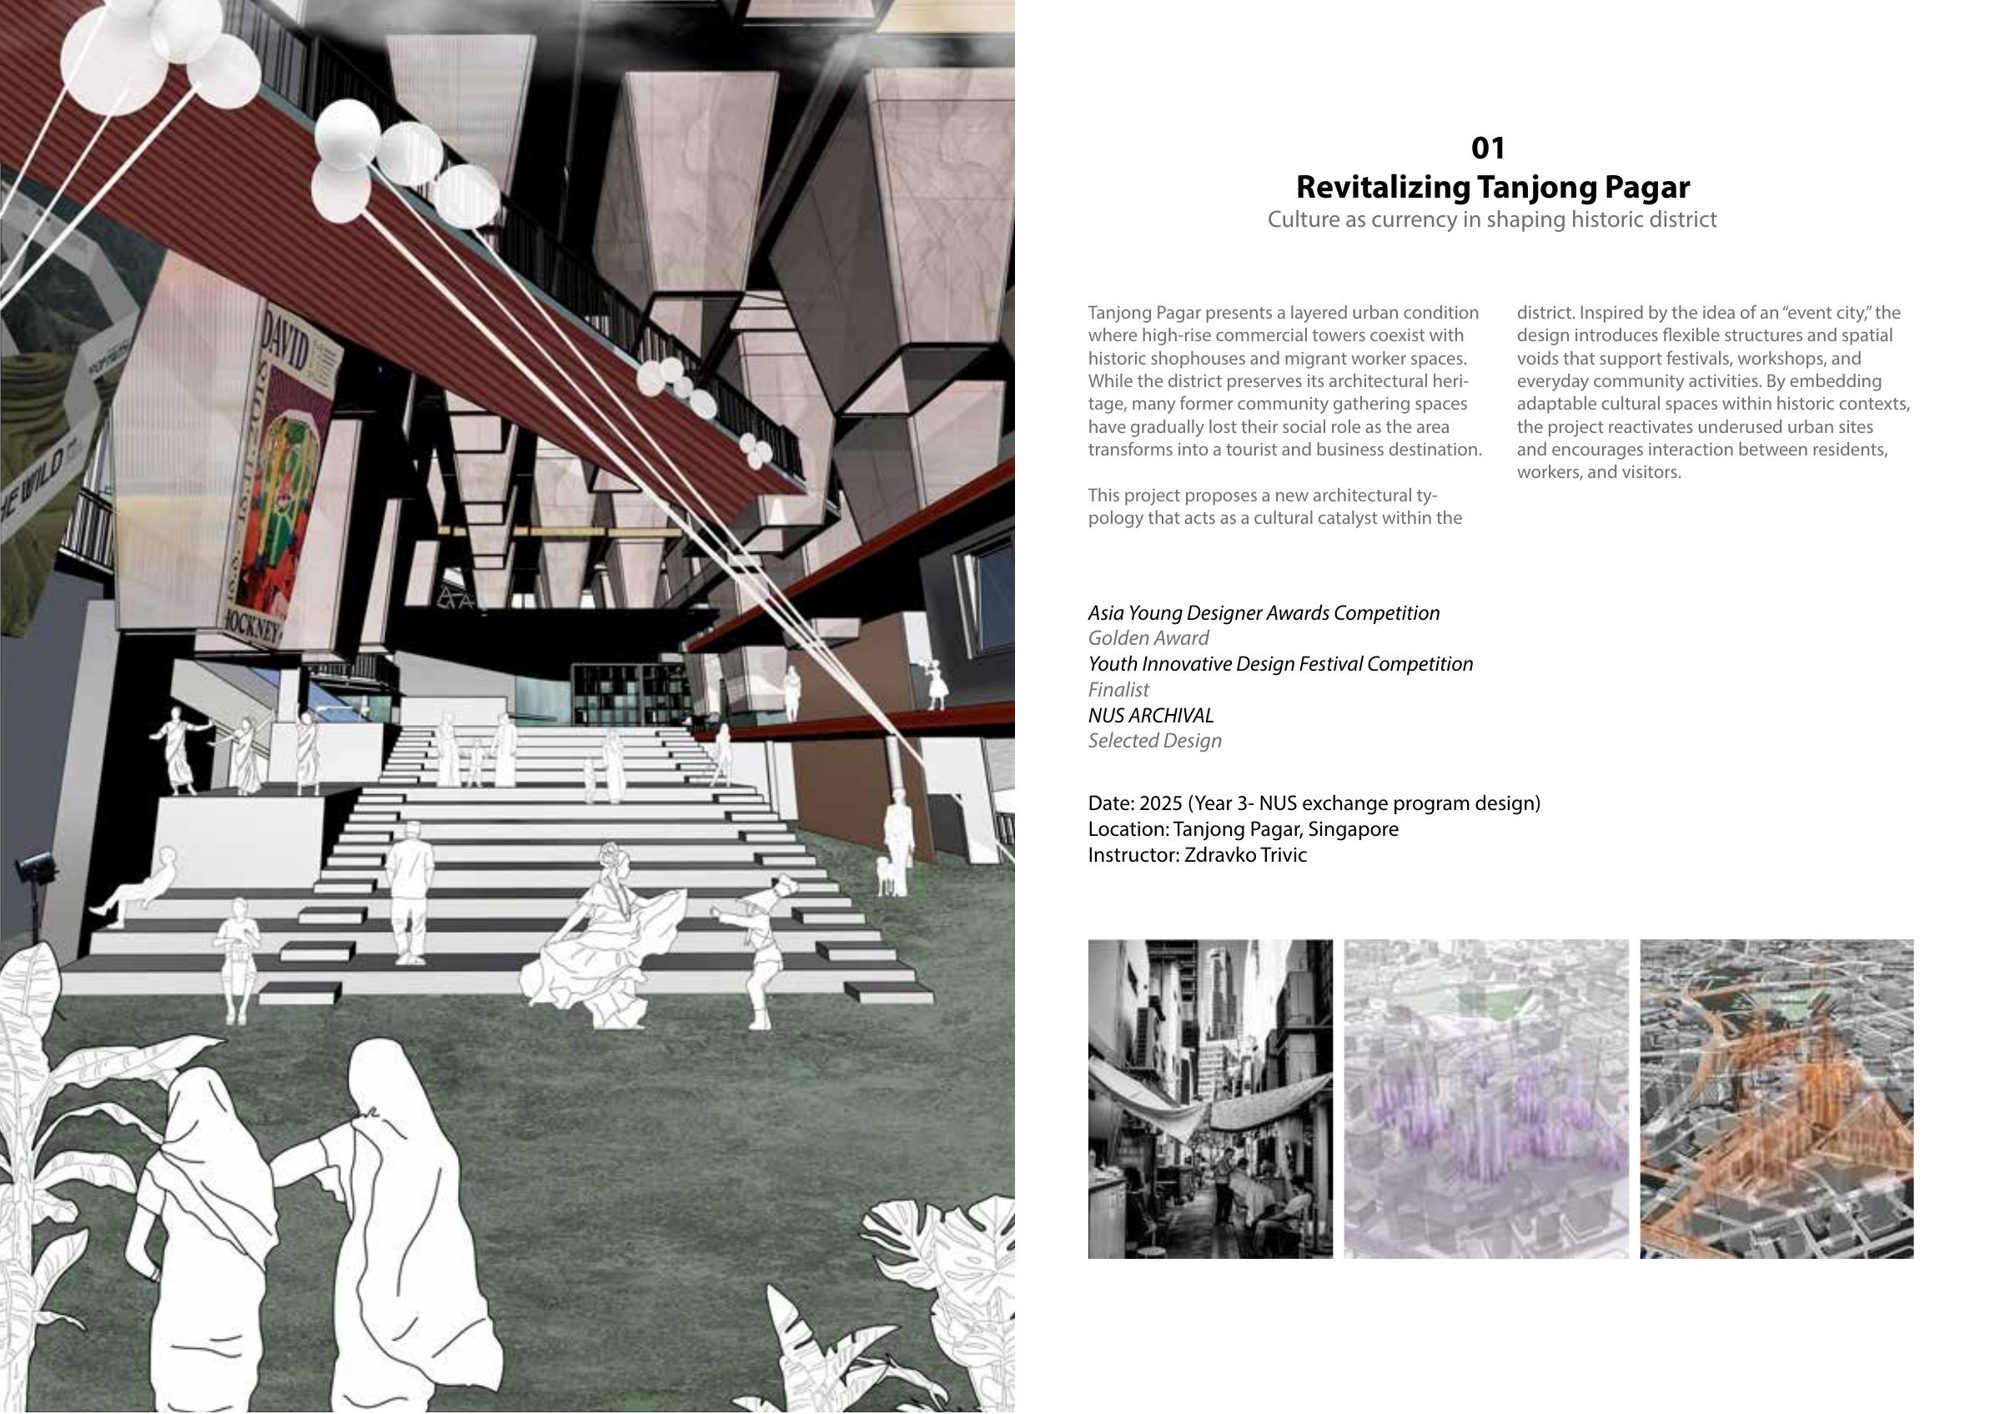 DAVID
HOCKNEY
HE WILD
01
Revitalizing Tanjong Pagar
Culture as currency in shaping historic district
Tanjong Pagar presents a layered urban condition
where high-rise commercial towers coexist with
historic shophouses and migrant worker spaces.
While the district preserves its architectural heri-
tage, many former community gathering spaces
have gradually lost their social role as the area
transforms into a tourist and business destination.
This project proposes a new architectural ty-
pology that acts as a cultural catalyst within the
district. Inspired by the idea of an “event city,” the
design introduces flexible structures and spatial
voids that support festivals, workshops, and
everyday community activities. By embedding
adaptable cultural spaces within historic contexts,
the project reactivates underused urban sites
and encourages interaction between residents,
workers, and visitors.
Asia Young Designer Awards Competition
Golden Award
Youth Innovative Design Festival Competition
Finalist
NUS ARCHIVAL
Selected Design
Date: 2025 (Year 3- NUS exchange program design)
Location: Tanjong Pagar, Singapore
Instructor: Zdravko Trivic